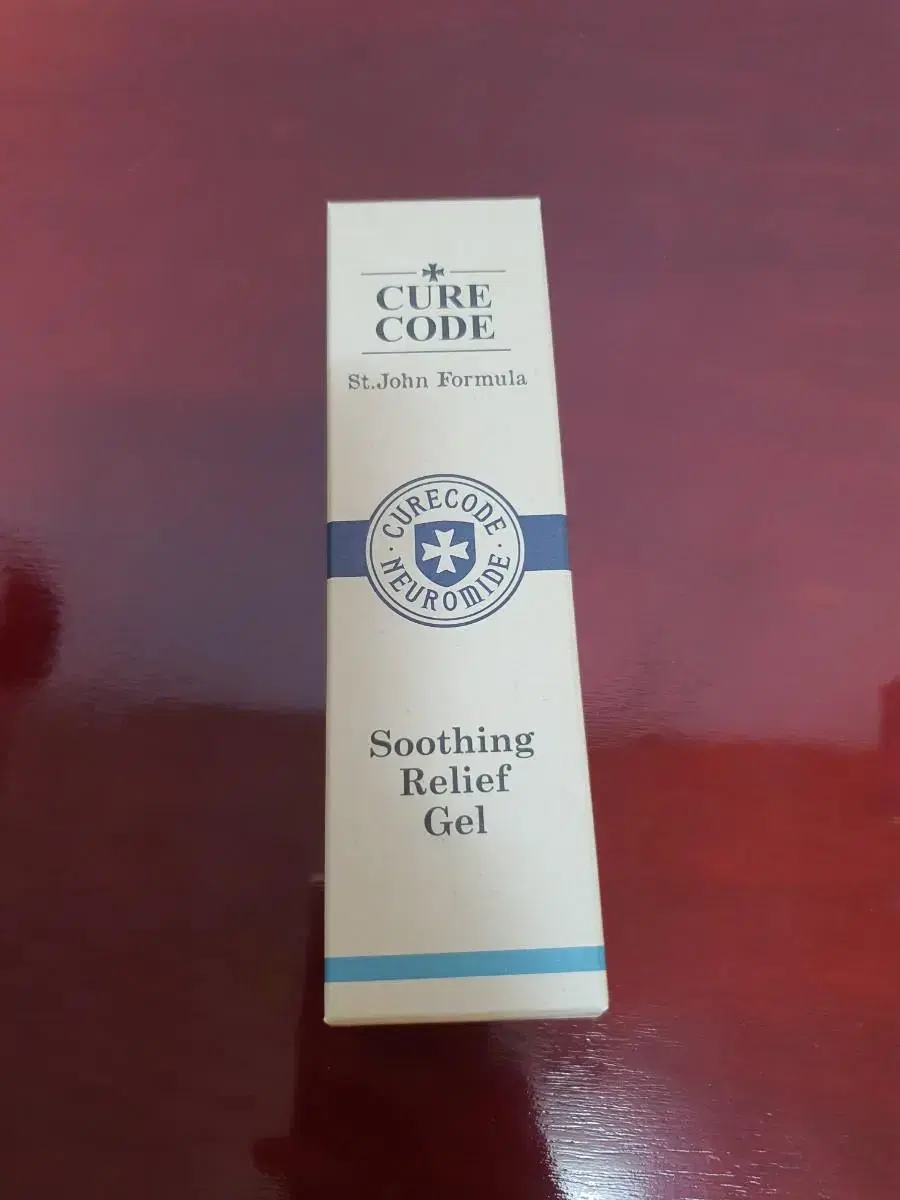 CURE
CODE
St.John Formula
CURECODE
NEUROMIDE
Soothing
Relief
Gel